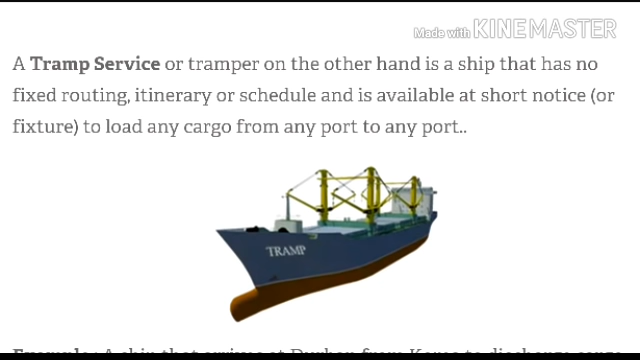 Made with KINEMASTER
A Tramp Service or tramper on the other hand is a ship that has no
fixed routing, itinerary or schedule and is available at short notice (or
fixture) to load any cargo from any port to any port..
TRAMP